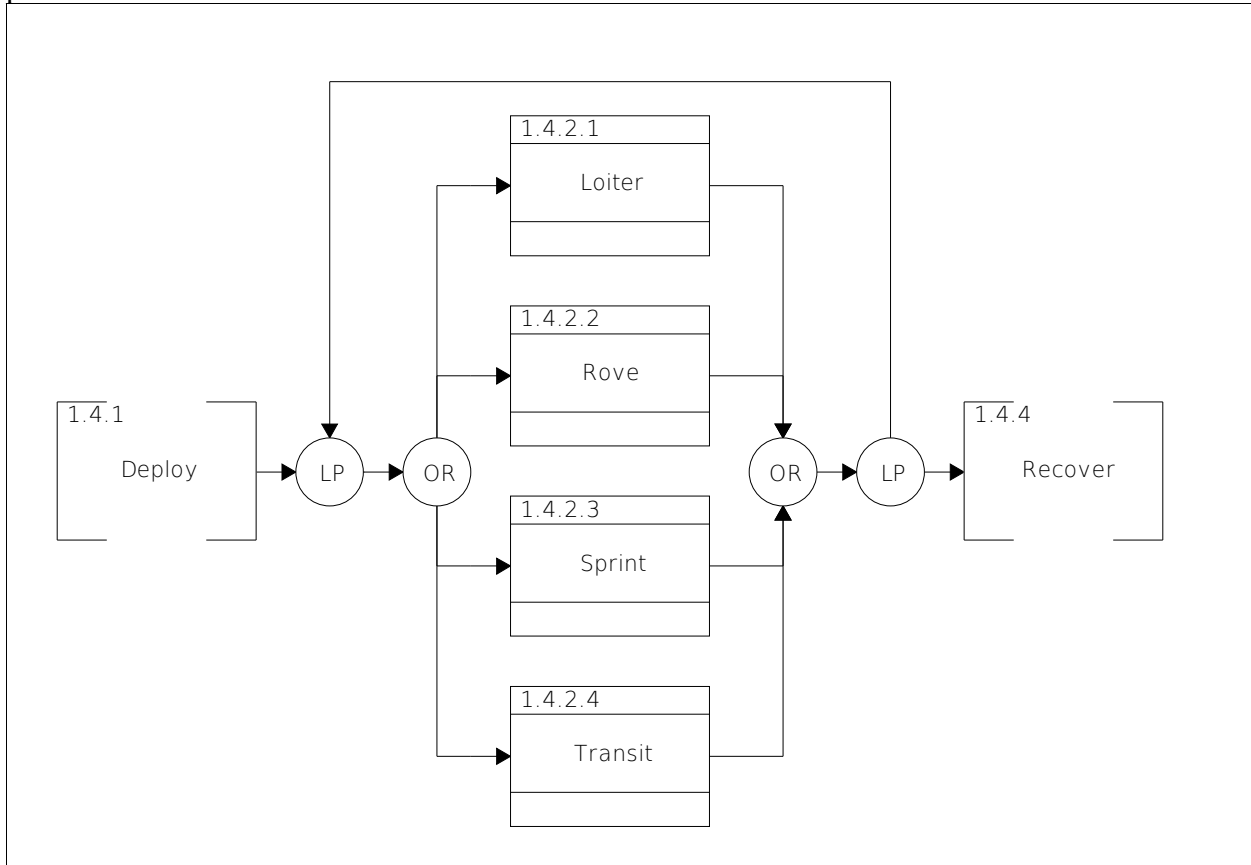 1.4.2.1
Loiter
1.4.2.2
Rove
1.4.1
Deploy
LP
OR
OR
LP
1.4.4
Recover
1.4.2.3
Sprint
1.4.2.4
Transit